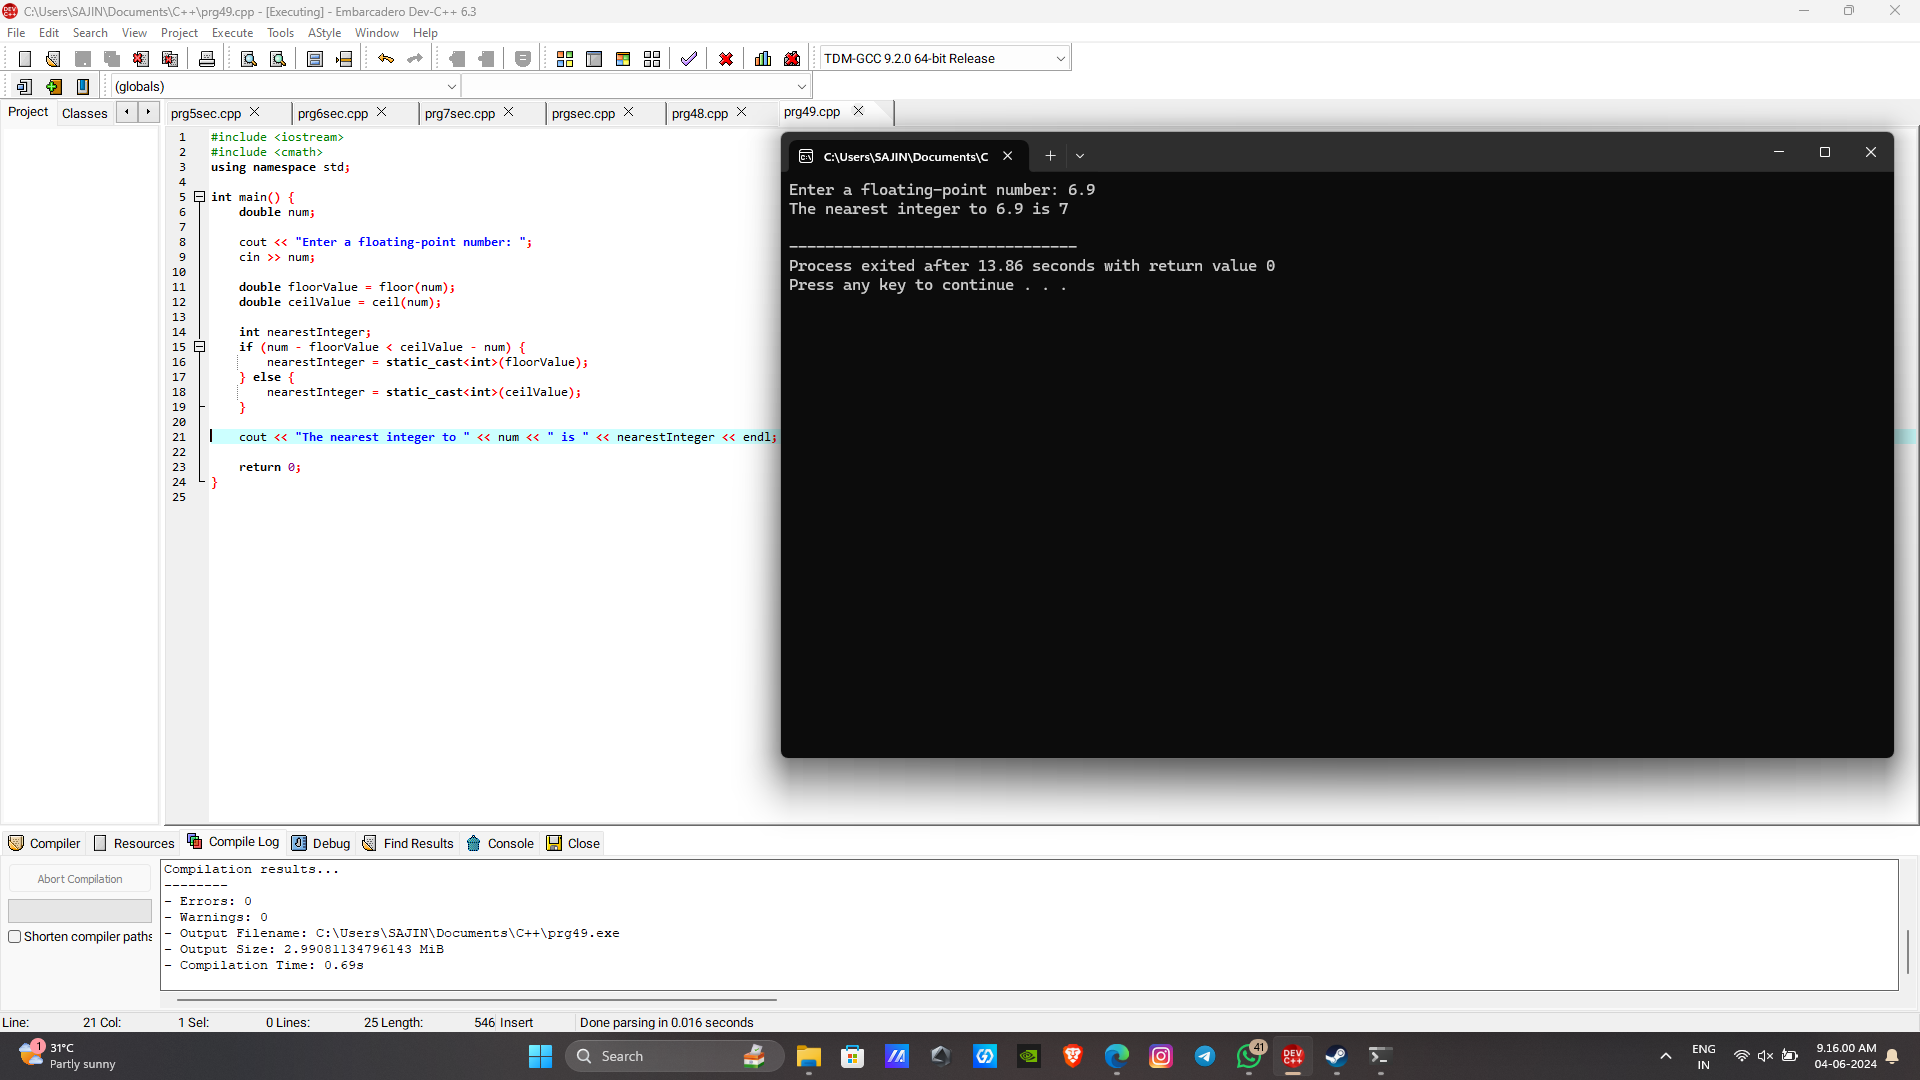 C:\Users\SAJIN\Documents\C++\prg49.cpp - [Executing] - Embarcadero Dev-C++ 6.3
File Edit Search View Project Execute Tools AStyle Window Help
TDM-GCC 9.2.0 64-bit Release
(globals)
Project Classes
prg5sec.cpp prg6sec.cpp prg7sec.cpp prgsec.cpp prg48.cpp prg49.cpp
1 #include <iostream>
2 #include <cmath>
3 using namespace std;
4
5 int main() {
6 double num;
7
8 cout << "Enter a floating-point number: ";
9 cin >> num;
10
11 double floorValue = floor(num);
12 double ceilValue = ceil(num);
13
14 int nearestInteger;
15 if (num - floorValue < ceilValue - num) {
16 nearestInteger = static_cast<int>(floorValue);
17 } else {
18 nearestInteger = static_cast<int>(ceilValue);
19 }
20
21 cout << "The nearest integer to " << num << " is " << nearestInteger << endl;
22
23 return 0;
24 }
25
C:\Users\SAJIN\Documents\C
Enter a floating-point number: 6.9
The nearest integer to 6.9 is 7
--------------------------------
Process exited after 13.86 seconds with return value 0
Press any key to continue . . .
Compiler Resources Compile Log Debug Find Results Console Close
Abort Compilation
Shorten compiler paths
Compilation results...
--------
- Errors: 0
- Warnings: 0
- Output Filename: C:\Users\SAJIN\Documents\C++\prg49.exe
- Output Size: 2.99081134796143 MiB
- Compilation Time: 0.69s
Line: 21 Col: 1 Sel: 0 Lines: 25 Length: 546 Insert Done parsing in 0.016 seconds
1
31°C
Partly sunny
Search
41
DEV
C++
ENG
IN
9.16.00 AM
04-06-2024